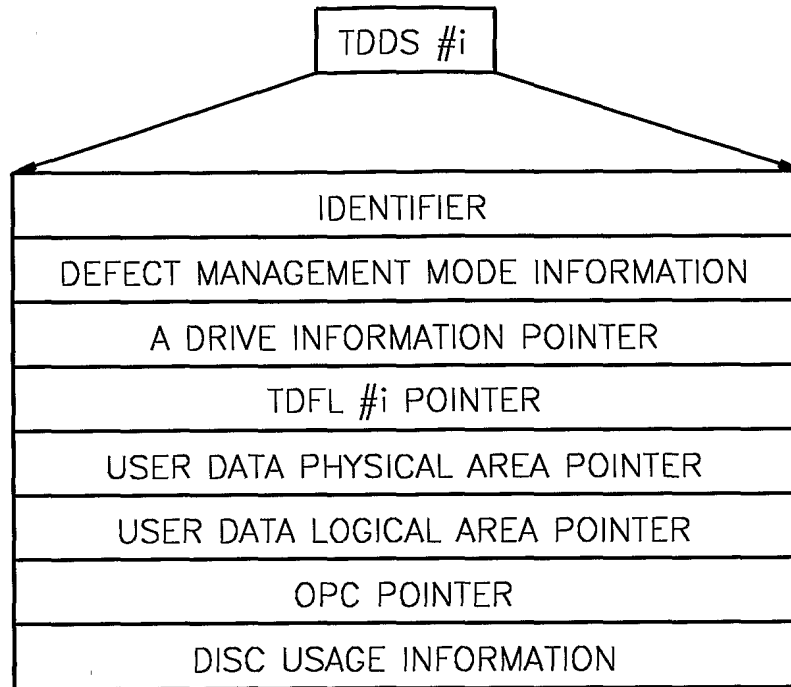 TDDS #i
IDENTIFIER
DEFECT MANAGEMENT MODE INFORMATION
A DRIVE INFORMATION POINTER
TDFL #i POINTER
USER DATA PHYSICAL AREA POINTER
USER DATA LOGICAL AREA POINTER
OPC POINTER
DISC USAGE INFORMATION